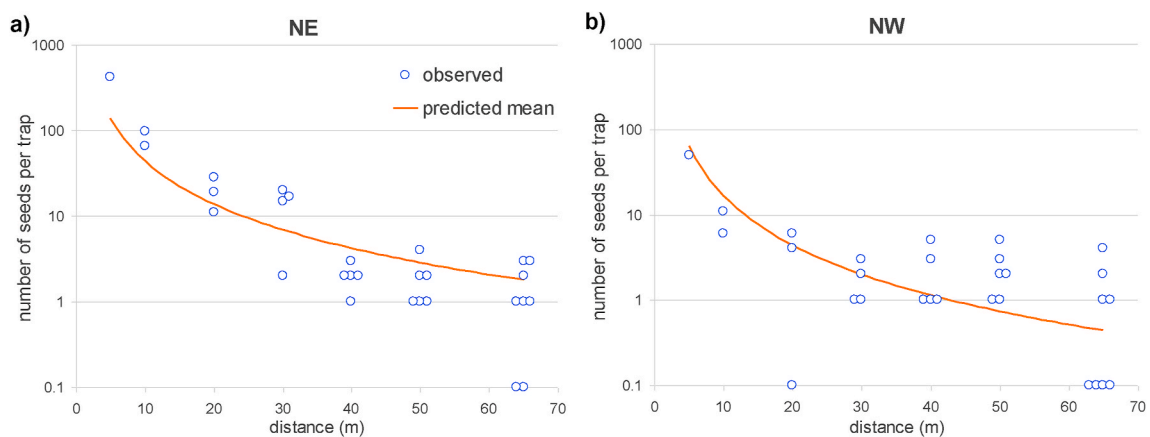 a)
NE
number of seeds per trap
1000
100
10
1
0.1
0 10 20 30 40 50 60 70
distance (m)
observed
predicted mean
b)
NW
number of seeds per trap
1000
100
10
1
0.1
0 10 20 30 40 50 60 70
distance (m)